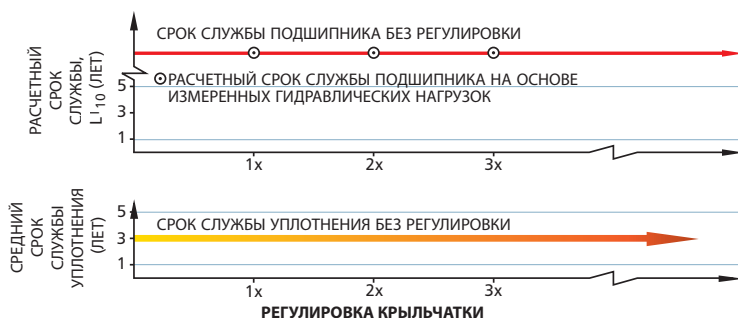 СРОК СЛУЖБЫ ПОДШИПНИКА БЕЗ РЕГУЛИРОВКИ
РАСЧЕТНЫЙ
СРОК
СЛУЖБЫ,
L¹10 (ЛЕТ)
РАСЧЕТНЫЙ СРОК СЛУЖБЫ ПОДШИПНИКА НА ОСНОВЕ
ИЗМЕРЕННЫХ ГИДРАВЛИЧЕСКИХ НАГРУЗОК
5
3
1
1x 2x 3x
СРЕДНИЙ
СРОК
СЛУЖБЫ
УПЛОТНЕНИЯ
(ЛЕТ)
5
СРОК СЛУЖБЫ УПЛОТНЕНИЯ БЕЗ РЕГУЛИРОВКИ
3
1
1x 2x 3x
РЕГУЛИРОВКА КРЫЛЬЧАТКИ